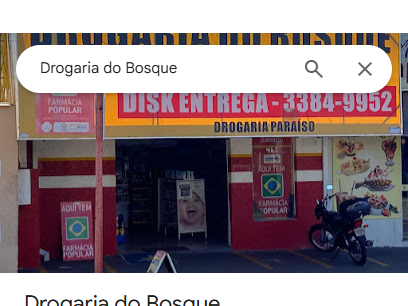 DROGARIA DO BOSQUE
Drogaria do Bosque
FARMÁCIA
POPULAR
DISK ENTREGA - 3384-9952
DROGARIA PARAÍSO
AQUI TEM
FARMÁCIA
POPULAR
AQUI TEM
FARMÁCIA
POPULAR
Drogaria do Bosque